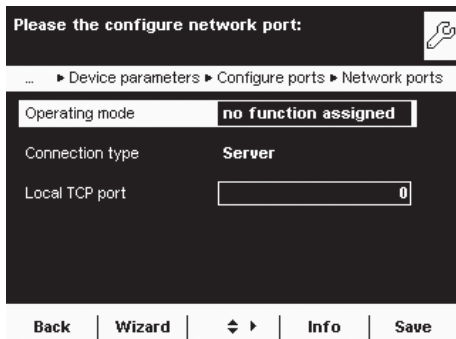 Please the configure network port:
... ▶ Device parameters ▶ Configure ports ▶ Network ports
Operating mode no function assigned
Connection type Server
Local TCP port 0
Back Wizard Info Save